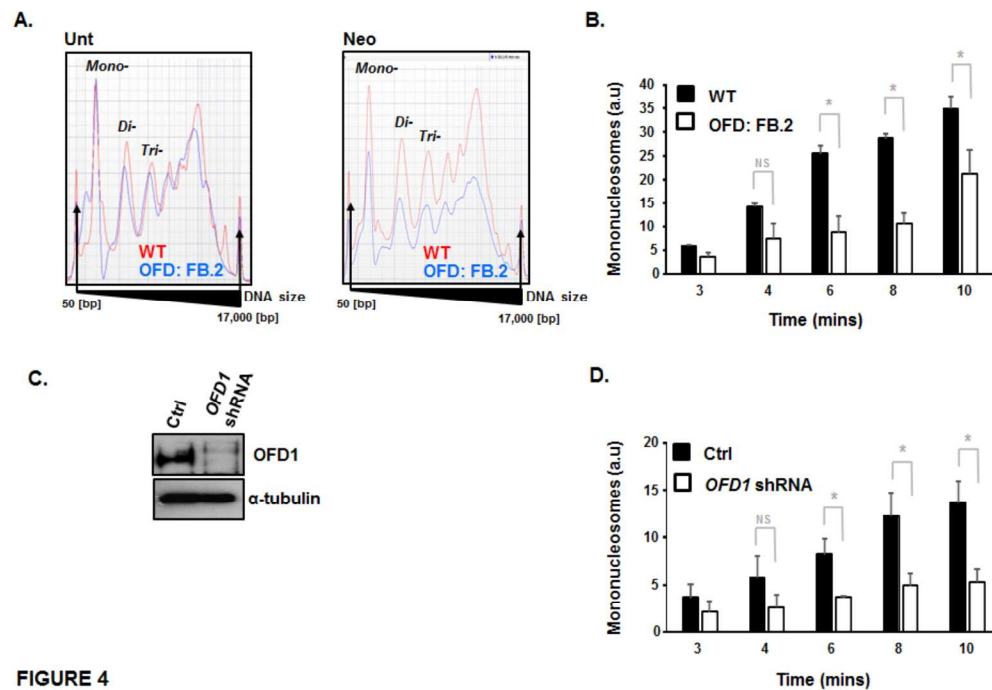 A.
Unt
Mono-
Di-
Tri-
WT
OFD: FB.2
DNA size
50 [bp]
17,000 [bp]
Neo
Mono-
Di-
Tri-
WT
OFD: FB.2
DNA size
50 [bp]
17,000 [bp]
B.
Mononucleosomes (a.u)
40
35
30
25
20
15
10
5
0
WT
OFD: FB.2
NS
*
*
*
3 4 6 8 10
Time (mins)
C.
Ctrl
OFD1
shRNA
OFD1
α-tubulin
D.
Mononucleosomes (a.u)
20
15
10
5
0
Ctrl
OFD1 shRNA
NS
*
*
*
3 4 6 8 10
Time (mins)
FIGURE 4